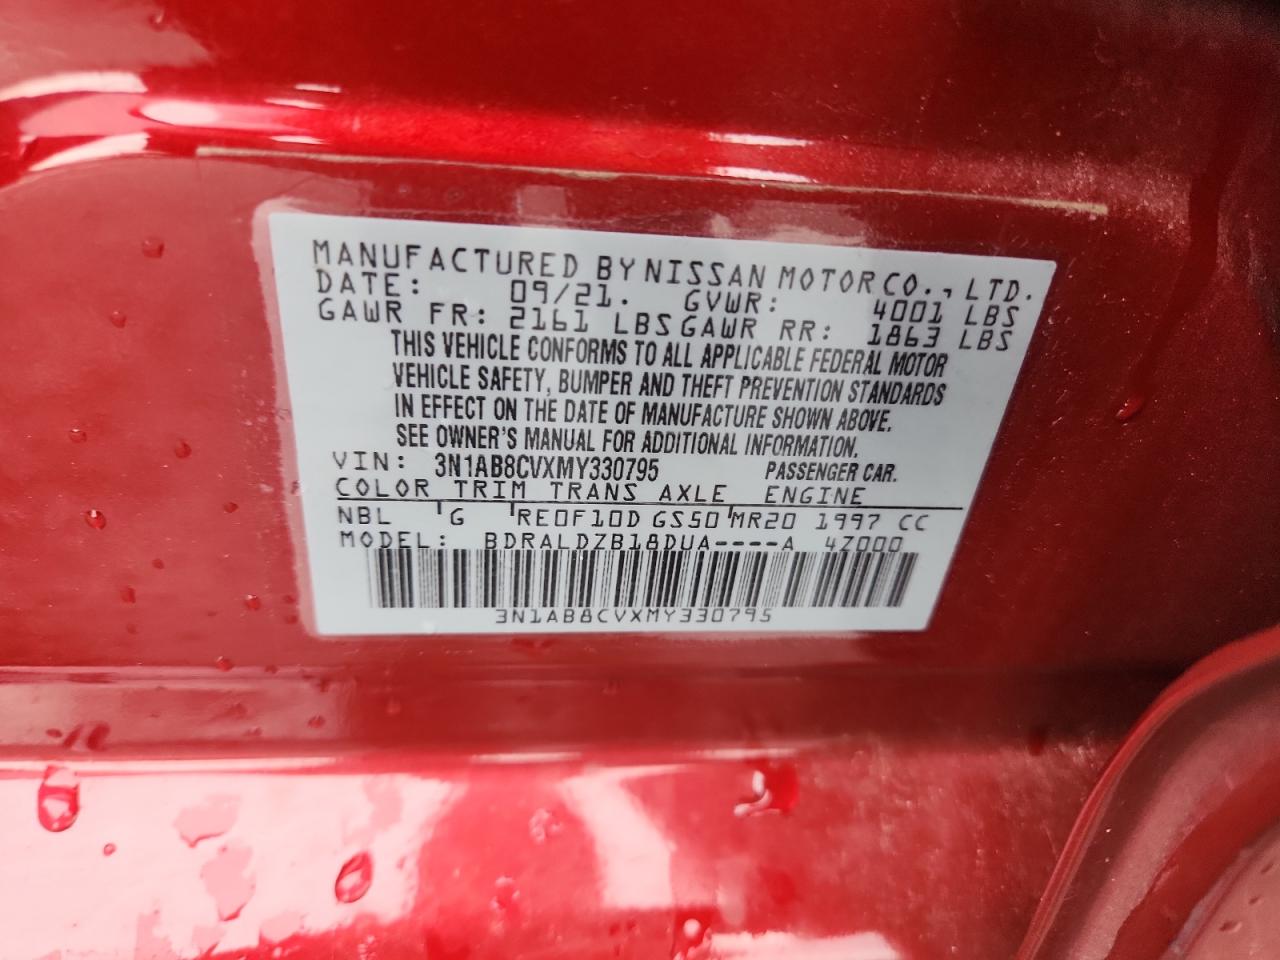 MANUFACTURED BY NISSAN MOTOR CO., LTD.
DATE: 09/21. GVWR: 4001 LBS
GAWR FR: 2161 LBS GAWR RR: 1863 LBS
THIS VEHICLE CONFORMS TO ALL APPLICABLE FEDERAL MOTOR
VEHICLE SAFETY, BUMPER AND THEFT PREVENTION STANDARDS
IN EFFECT ON THE DATE OF MANUFACTURE SHOWN ABOVE.
SEE OWNER'S MANUAL FOR ADDITIONAL INFORMATION.
VIN: 3N1AB8CVXMY330795 PASSENGER CAR.
COLOR TRIM TRANS AXLE ENGINE
NBL 'G 'RE0F10D GS50'MR20 1997 CC
MODEL: BDRALDZB18DUA----A 4Z000
3N1AB8CVXMY330795